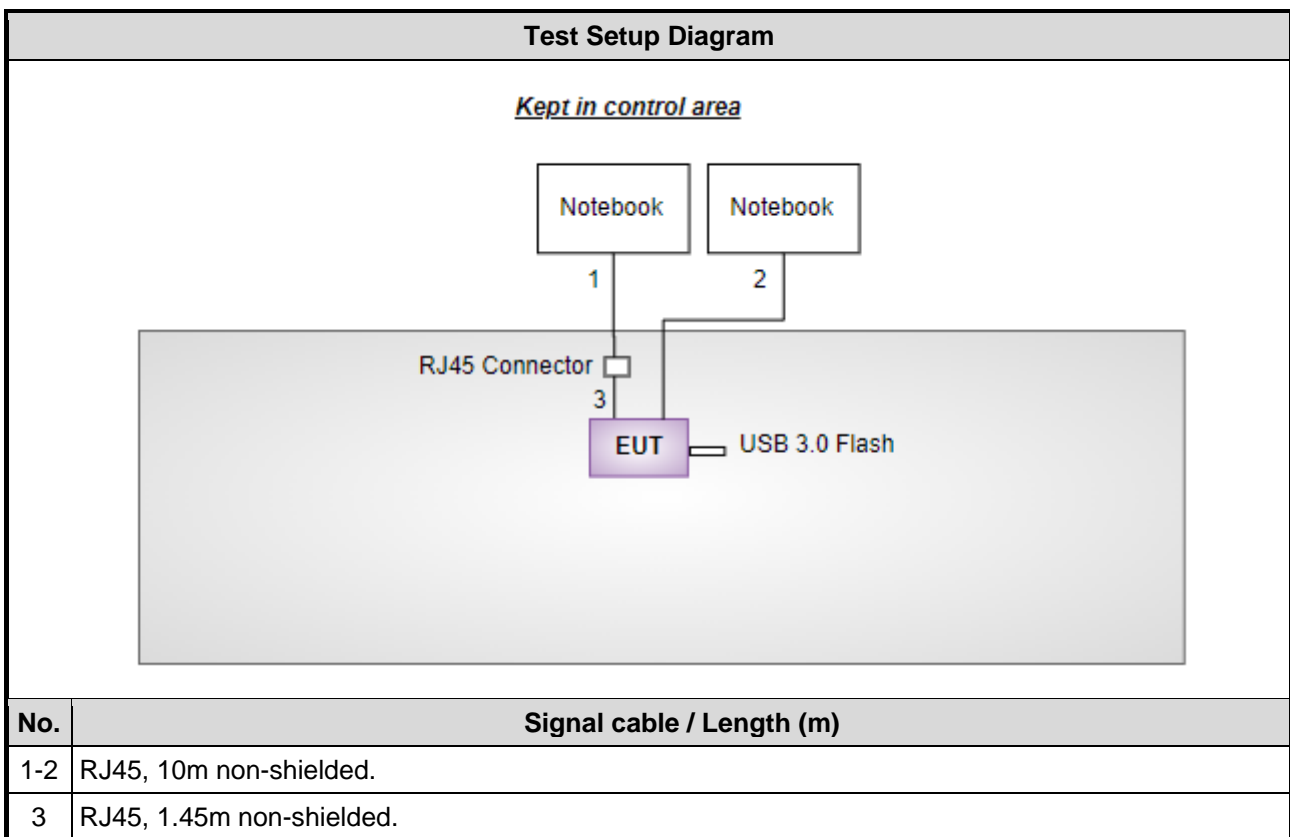 Test Setup Diagram
Kept in control area
Notebook
Notebook
1
2
RJ45 Connector
3
EUT
USB 3.0 Flash
No.
Signal cable / Length (m)
1-2
RJ45, 10m non-shielded.
3
RJ45, 1.45m non-shielded.